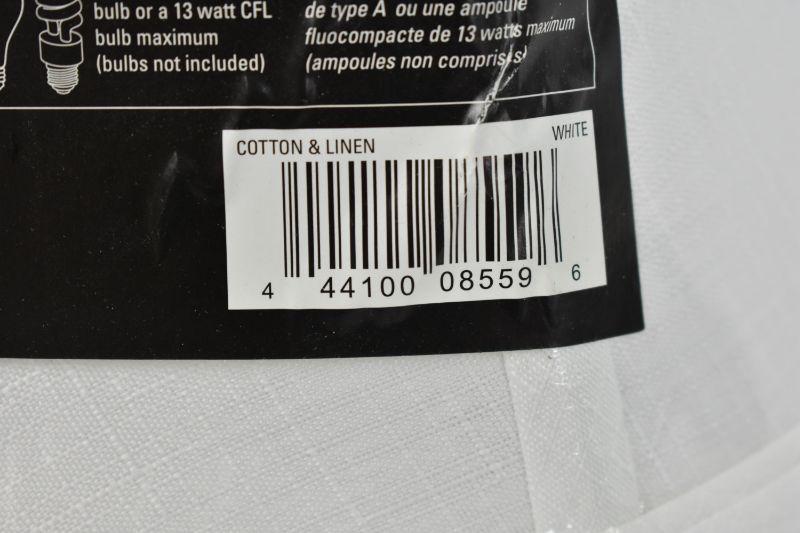 bulb or a 13 watt CFL
bulb maximum
(bulbs not included)
de type A ou une ampoule
fluocompacte de 13 watts maximum
(ampoules non comprises)
COTTON & LINEN
WHITE
4 44100 08559 6